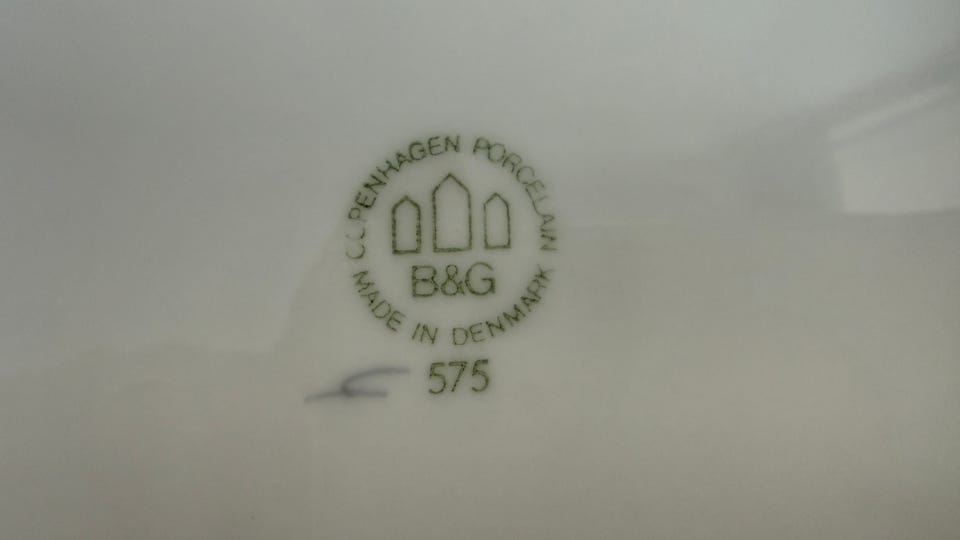 COPENHAGEN PORCELAIN
B&G
MADE IN DENMARK
575